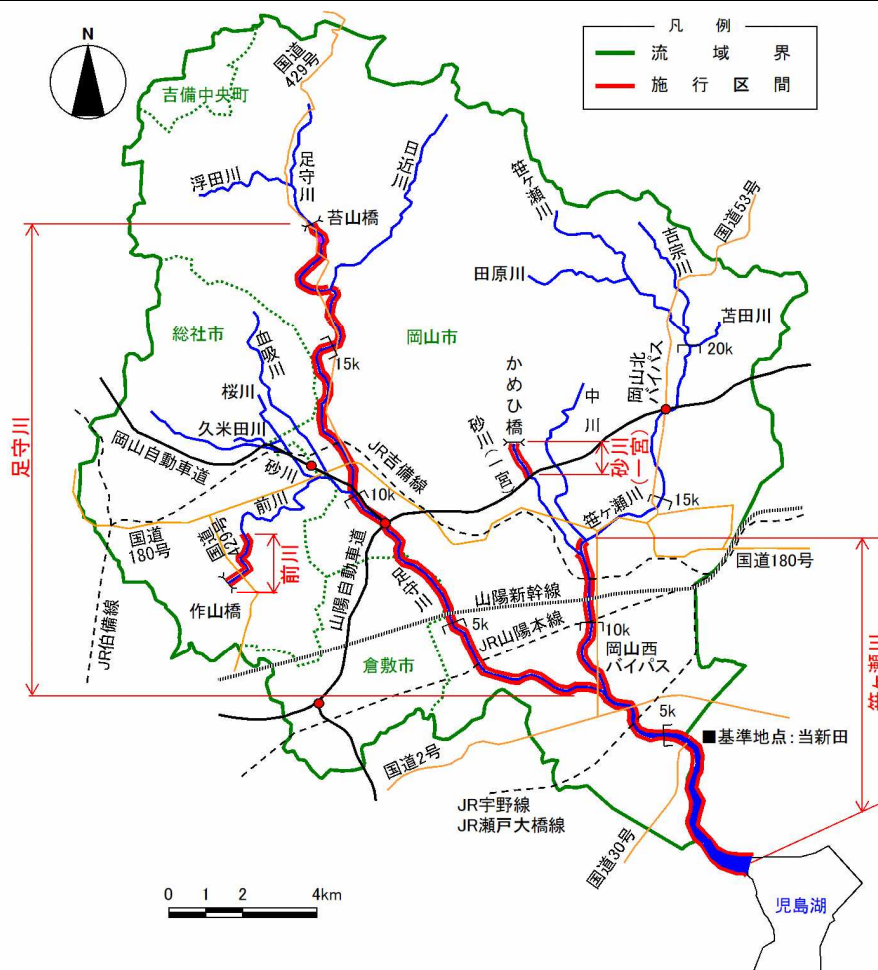 N
凡 例
流 域 界
施 行 区 間
国道
429号
吉備中央町
浮田川
足守川
日近川
苔山橋
笹ヶ瀬川
国道53号
吉宗川
田原川
苫田川
20k
総社市
血吸川
岡山市
15k
岡山北
バイパス
足守川
桜川
久米田川
岡山自動車道
砂川
かめひ橋
中川
砂川(一宮)
砂川
(一宮)
JR吉備線
前川
10k
15k
笹ヶ瀬川
国道
180号
国道
429号
前川
作山橋
JR伯備線
山陽自動車道
足守川
国道180号
山陽新幹線
5k
JR山陽本線
10k
岡山西
バイパス
倉敷市
5k
■基準地点:当新田
国道2号
JR宇野線
JR瀬戸大橋線
国道30号
0 1 2 4km
児島湖